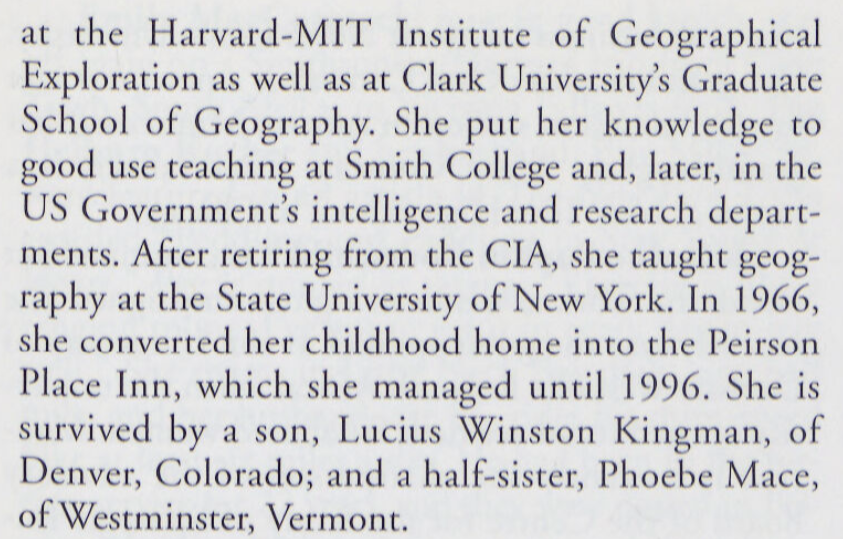 at the Harvard-MIT Institute of Geographical
Exploration as well as at Clark University's Graduate
School of Geography. She put her knowledge to
good use teaching at Smith College and, later, in the
US Government's intelligence and research depart-
ments. After retiring from the CIA, she taught geog-
raphy at the State University of New York. In 1966,
she converted her childhood home into the Peirson
Place Inn, which she managed until 1996. She is
survived by a son, Lucius Winston Kingman, of
Denver, Colorado; and a half-sister, Phoebe Mace,
of Westminster, Vermont.